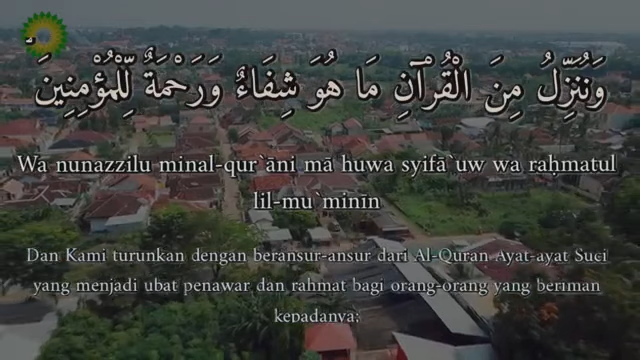 وَنُنَزِّلُ مِنَ الْقُرْآنِ مَا هُوَ شِفَاءٌ وَرَحْمَةٌ لِّلْمُؤْمِنِينَ
Wa nunazzilu minal-qur`āni mā huwa syifā`uw wa raḥmatul
lil-mu`minīn
Dan Kami turunkan dengan beransur-ansur dari Al-Quran Ayat-ayat Suci
yang menjadi ubat penawar dan rahmat bagi orang-orang yang beriman
kepadanya: